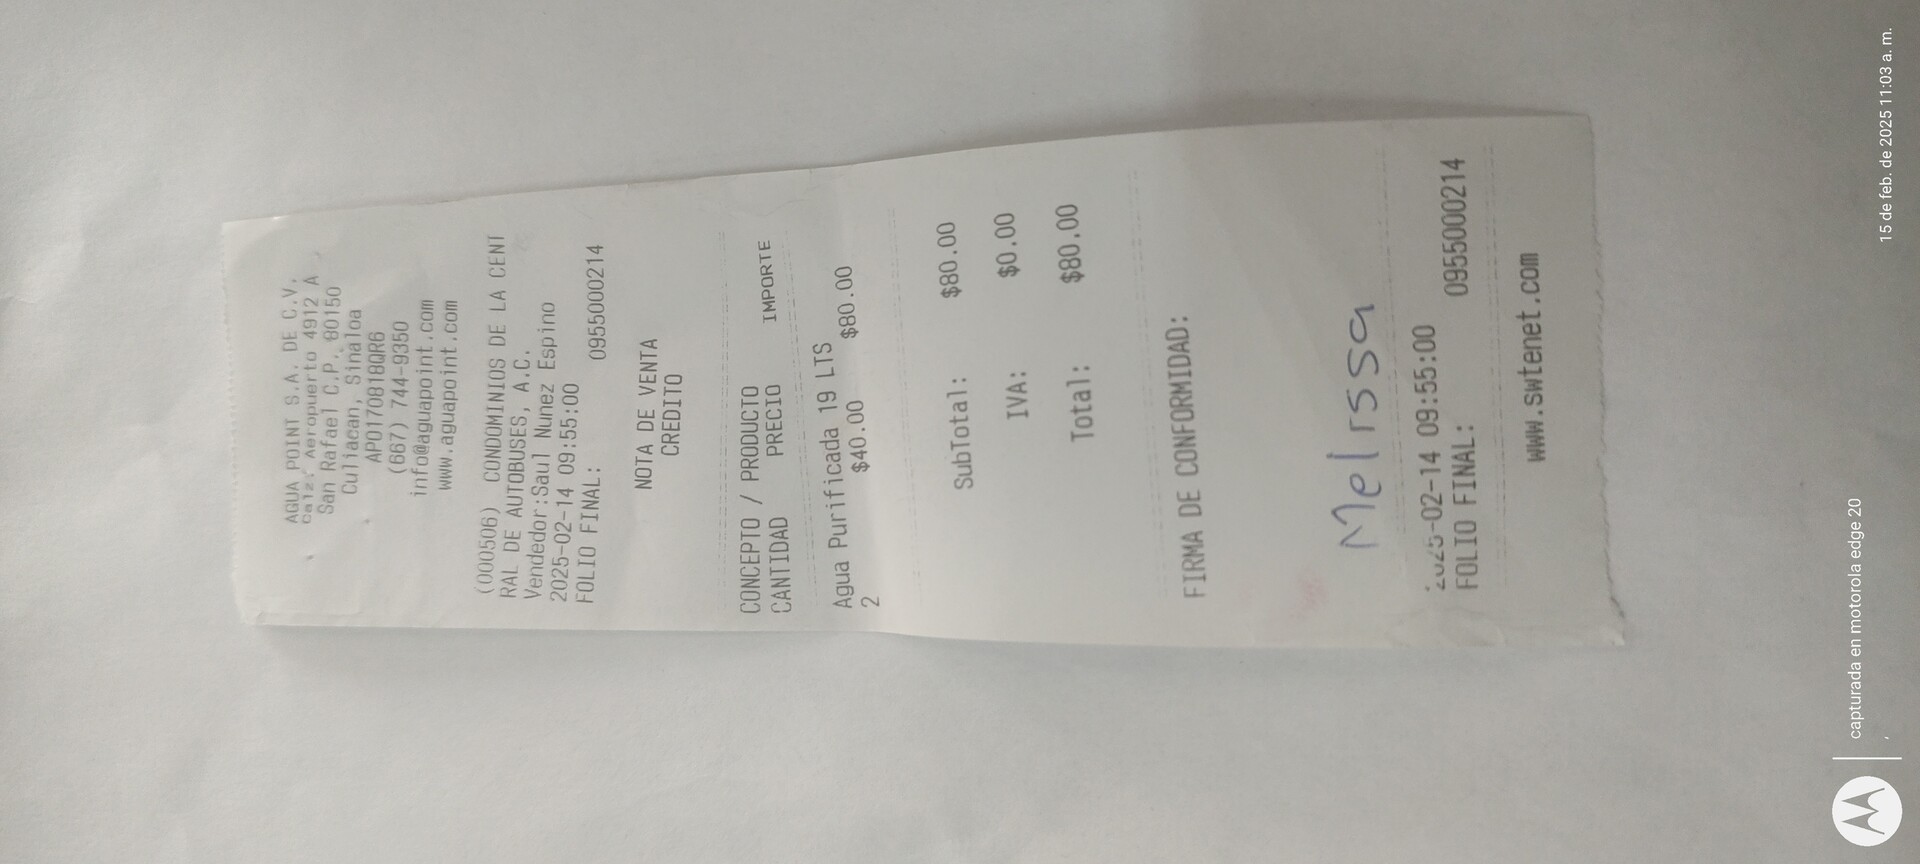 AGUA POINT S.A. DE C.V.
Calz. Aeropuerto 4912 A
San Rafael C.P. 80150
Culiacan, Sinaloa
APO170818QR6
(667) 744-9350
info@aguapoint.com
www.aguapoint.com
(000506) CONDOMINIOS DE LA CENT
RAL DE AUTOBUSES, A.C.
Vendedor:Saul Nunez Espino
2025-02-14 09:55:00
FOLIO FINAL: 0955000214
NOTA DE VENTA
CREDITO
CONCEPTO / PRODUCTO
CANTIDAD PRECIO IMPORTE
Agua Purificada 19 LTS
2 $40.00 $80.00
SubTotal: $80.00
IVA: $0.00
Total: $80.00
FIRMA DE CONFORMIDAD:
Melissa
2025-02-14 09:55:00
FOLIO FINAL: 0955000214
www.swtenet.com
capturada en motorola edge 20
15 de feb. de 2025 11:03 a. m.